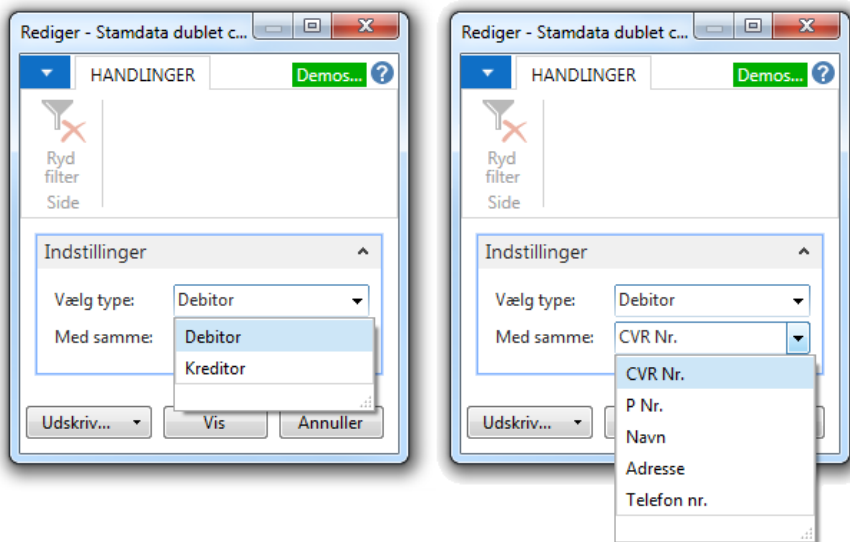 Rediger - Stamdata dublet c...
HANDLINGER
Demos...
?
Ryd
filter
Side
Indstillinger
Vælg type:
Debitor
Med samme:
Debitor
Kreditor
Udskriv...
Vis
Annuller
Rediger - Stamdata dublet c...
HANDLINGER
Demos...
?
Ryd
filter
Side
Indstillinger
Vælg type:
Debitor
Med samme:
CVR Nr.
CVR Nr.
P Nr.
Navn
Adresse
Telefon nr.
Udskriv...